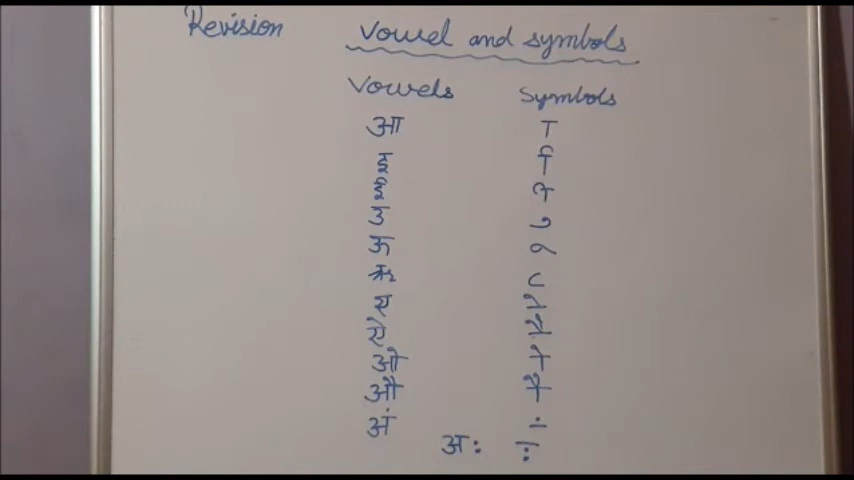 Revision
Vowel and symbols
Vowels Symbols
आ ा
इ ि
ई ी
उ ु
ऊ ू
ऋ ृ
ए े
ऐ ै
ओ ो
औ ौ
अं ं
अ: ः